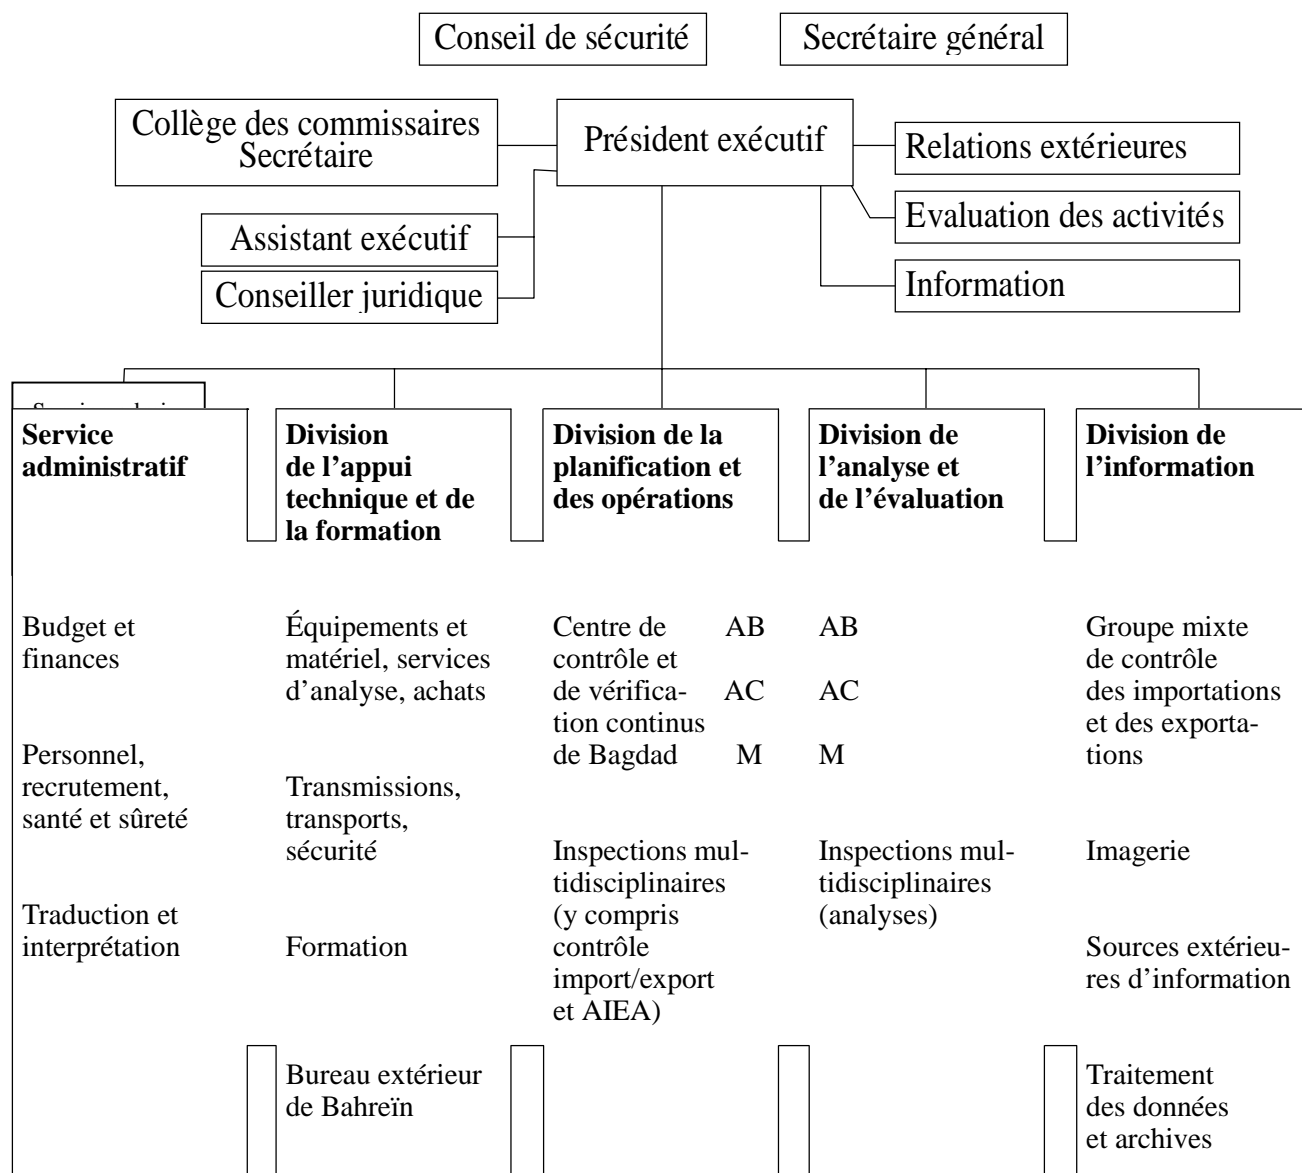 Conseil de sécurité
Secrétaire général
Collège des commissaires
Secrétaire
Président exécutif
Relations extérieures
Assistant exécutif
Evaluation des activités
Conseiller juridique
Information
Service
administratif
Budget et
finances
Personnel,
recrutement,
santé et sûreté
Traduction et
interprétation
Division
de l’appui
technique et de
la formation
Équipements et
matériel, services
d’analyse, achats
Transmissions,
transports,
sécurité
Formation
Bureau extérieur
de Bahreïn
Division de la
planification et
des opérations
Centre de AB
contrôle et
de vérifica- AC
tion continus
de Bagdad M
Inspections mul-
tidisciplinaires
(y compris
contrôle
import/export
et AIEA)
Division de
l’analyse et
de l’évaluation
AB
AC
M
Inspections mul-
tidisciplinaires
(analyses)
Division de
l’information
Groupe mixte
de contrôle
des importations
et des exporta-
tions
Imagerie
Sources extérieu-
res d’information
Traitement
des données
et archives